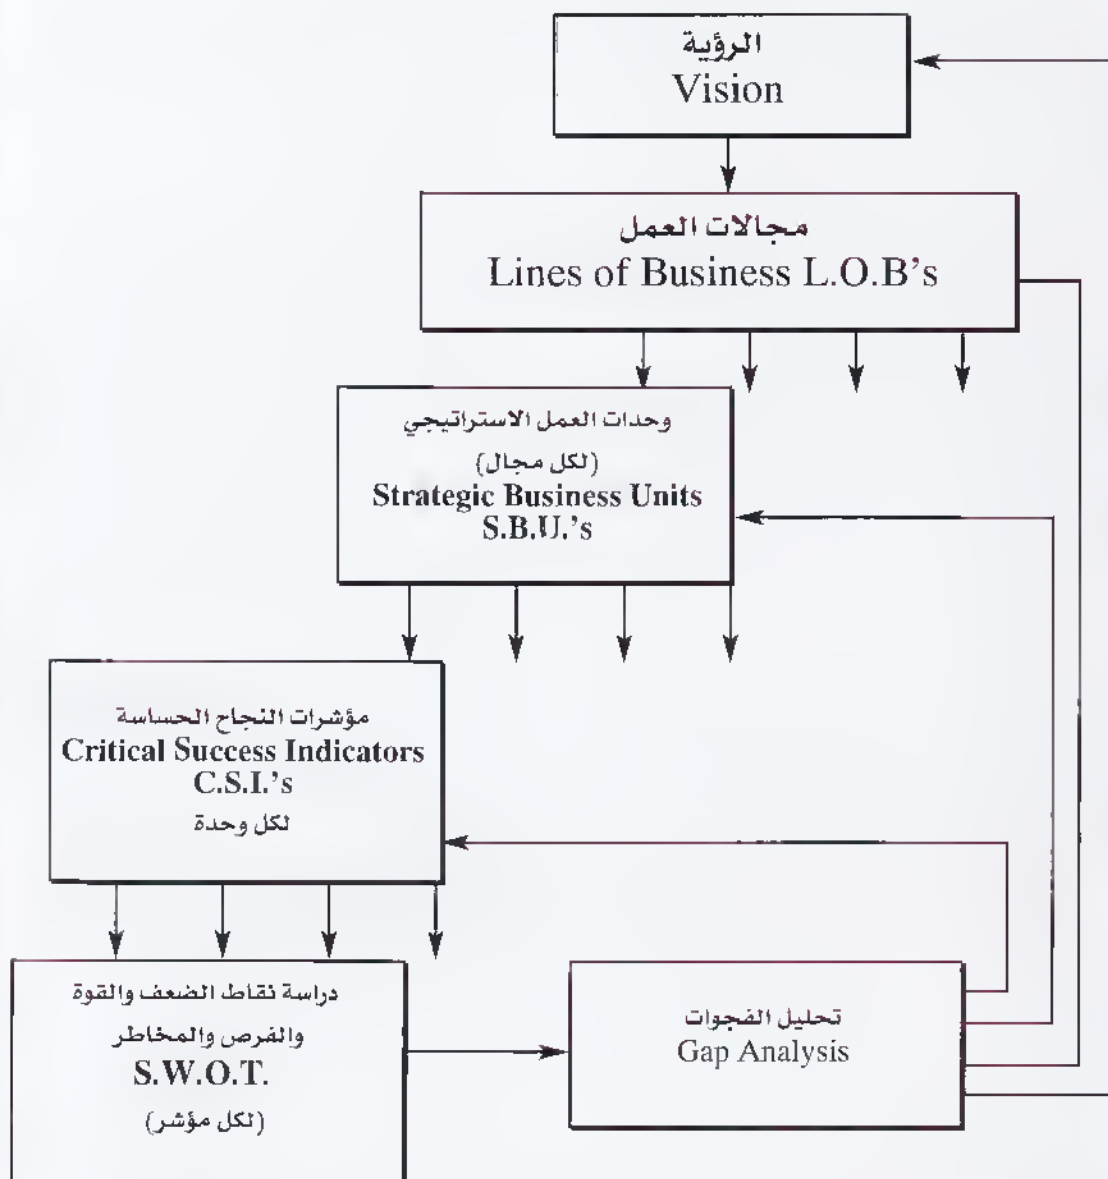 الرؤية
Vision
مجالات العمل
Lines of Business L.O.B's
وحدات العمل الاستراتيجي
(لكل مجال)
Strategic Business Units
S.B.U.'s
مؤشرات النجاح الحساسة
Critical Success Indicators
C.S.I.'s
لكل وحدة
دراسة نقاط الضعف والقوة
والفرص والمخاطر
S.W.O.T.
(لكل مؤشر)
تحليل الفجوات
Gap Analysis